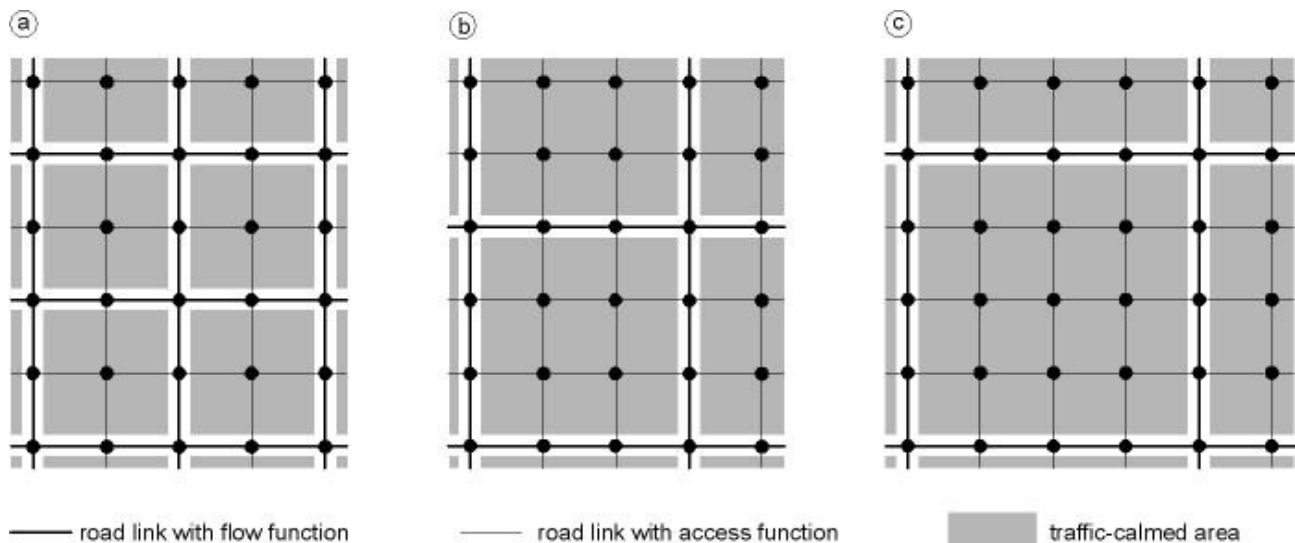 a b c
road link with flow function road link with access function traffic-calmed area